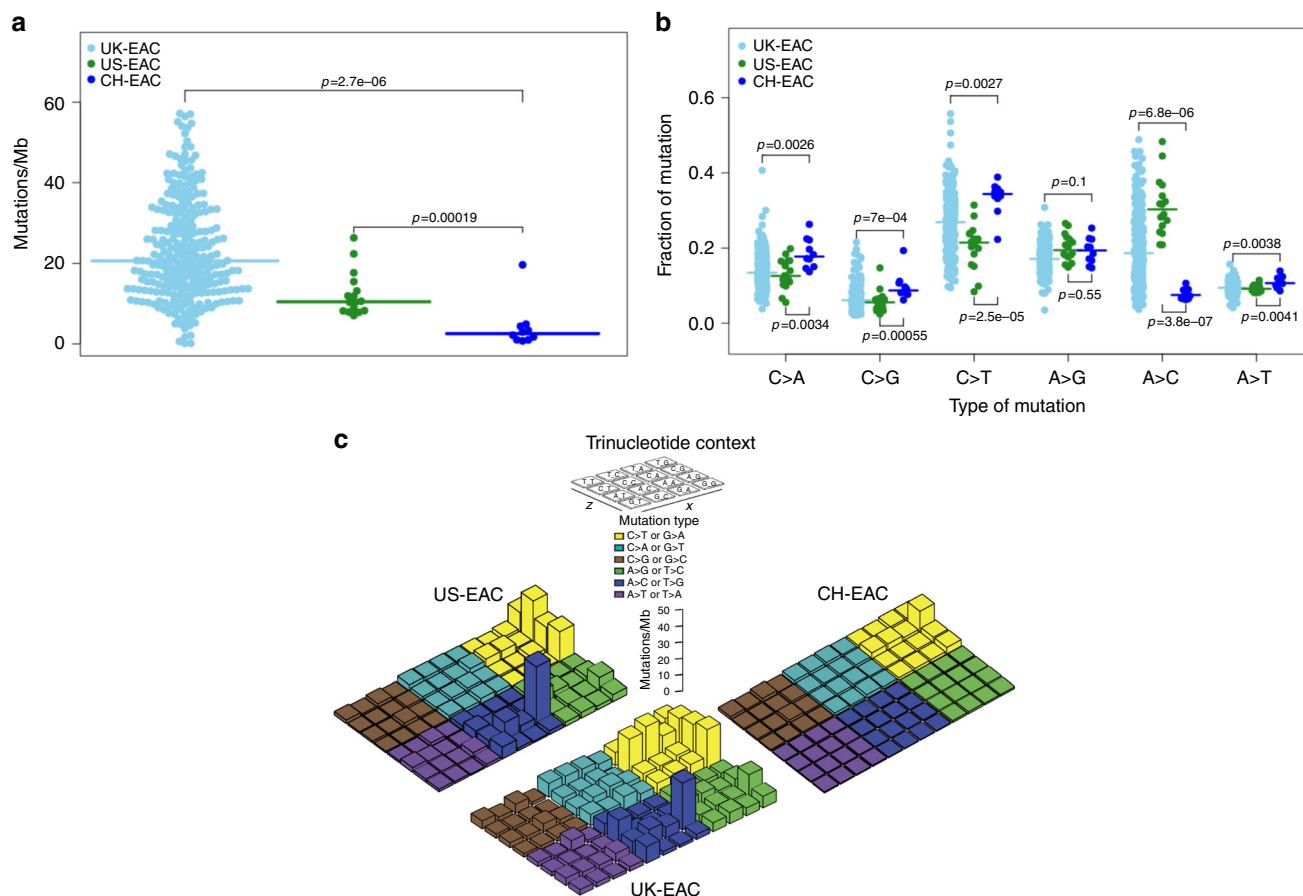 a
UK-EAC
US-EAC
CH-EAC
p=2.7e–06
p=0.00019
Mutations/Mb
60
40
20
0
b
UK-EAC
US-EAC
CH-EAC
p=0.0026
p=7e–04
p=0.0027
p=0.1
p=6.8e–06
p=0.0038
p=0.0034
p=0.00055
p=2.5e–05
p=0.55
p=3.8e–07
p=0.0041
Fraction of mutation
0.6
0.4
0.2
0.0
C>A C>G C>T A>G A>C A>T
Type of mutation
c
Trinucleotide context
T G
T A C G
T C C A A G
T T C C A A G G
C T A C G A
A T G C
G T
z x
Mutation type
C>T or G>A
C>A or G>T
C>G or G>C
A>G or T>C
A>C or T>G
A>T or T>A
US-EAC
CH-EAC
Mutations/Mb
50
40
30
20
10
0
UK-EAC